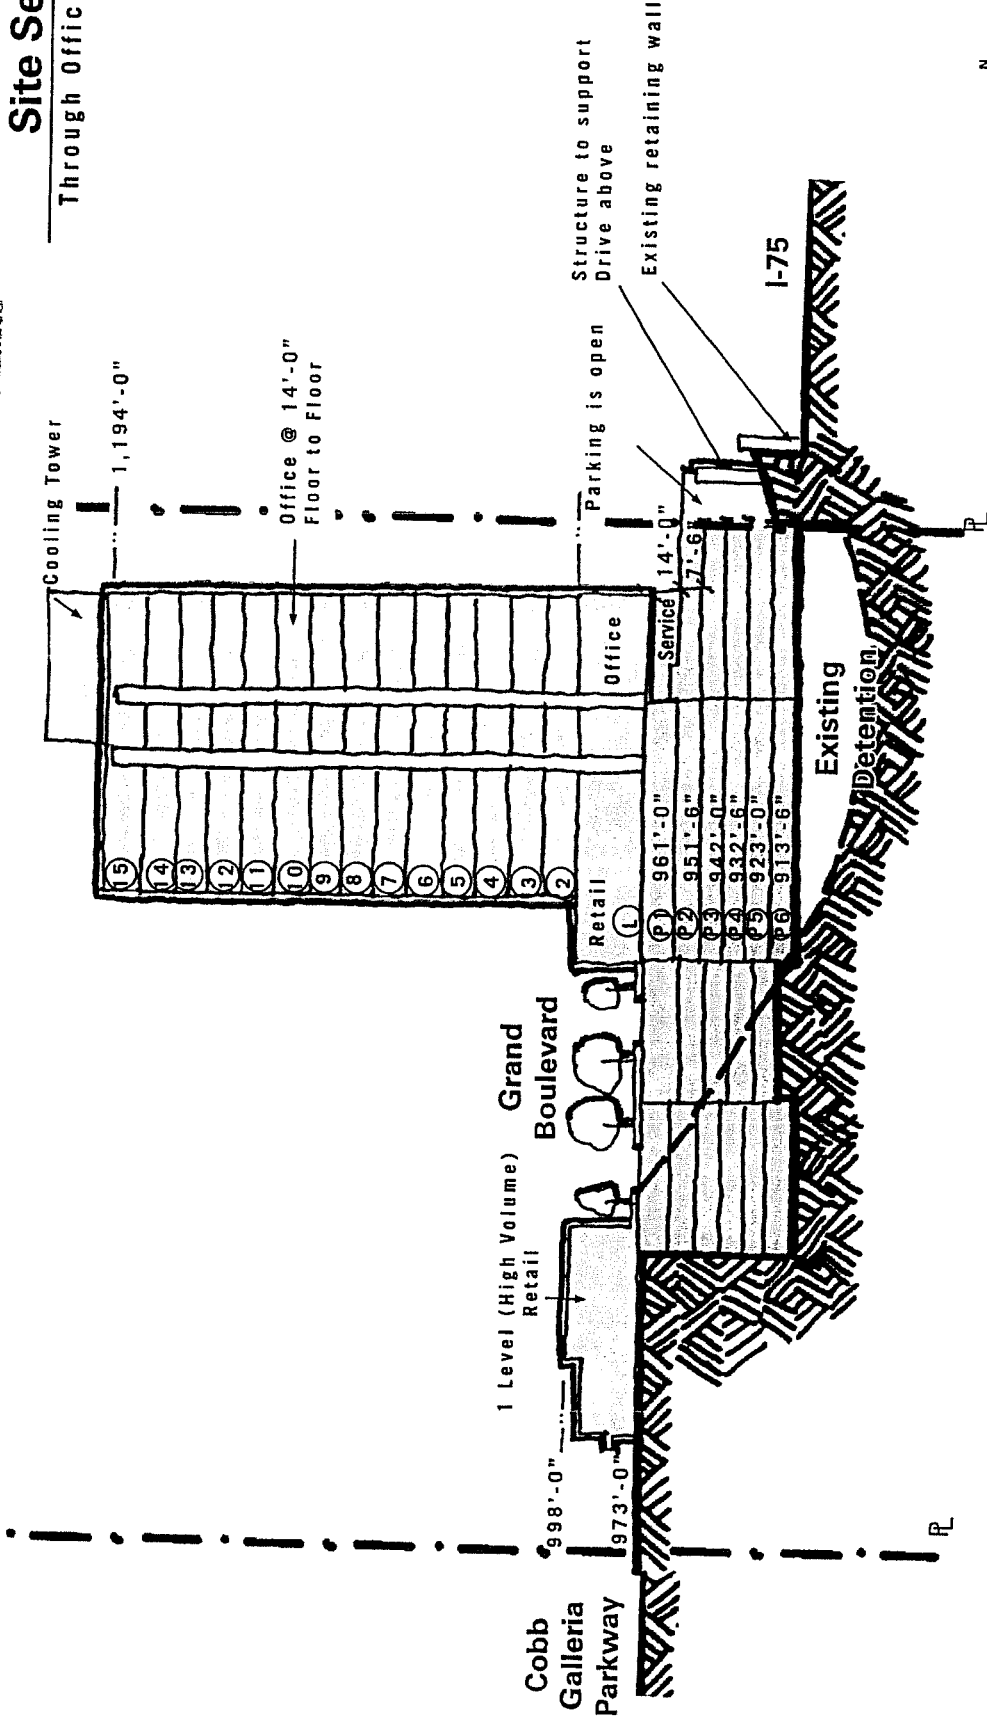 Site Se
Through Offic
Cooling Tower
1,194'-0"
Office @ 14'-0"
Floor to Floor
Parking is open
Structure to support
Drive above
Existing retaining wall
I-75
15
14
13
12
11
10
9
8
7
6
5
4
3
2
Retail
Office
L
Service
14'-0"
7'-6"
P1 961'-0"
P2 951'-6"
P3 942'-0"
P4 932'-6"
P5 923'-0"
P6 913'-6"
Existing
Detention
Grand
Boulevard
1 Level (High Volume)
Retail
998'-0"
973'-0"
Cobb
Galleria
Parkway
PL
PL
N